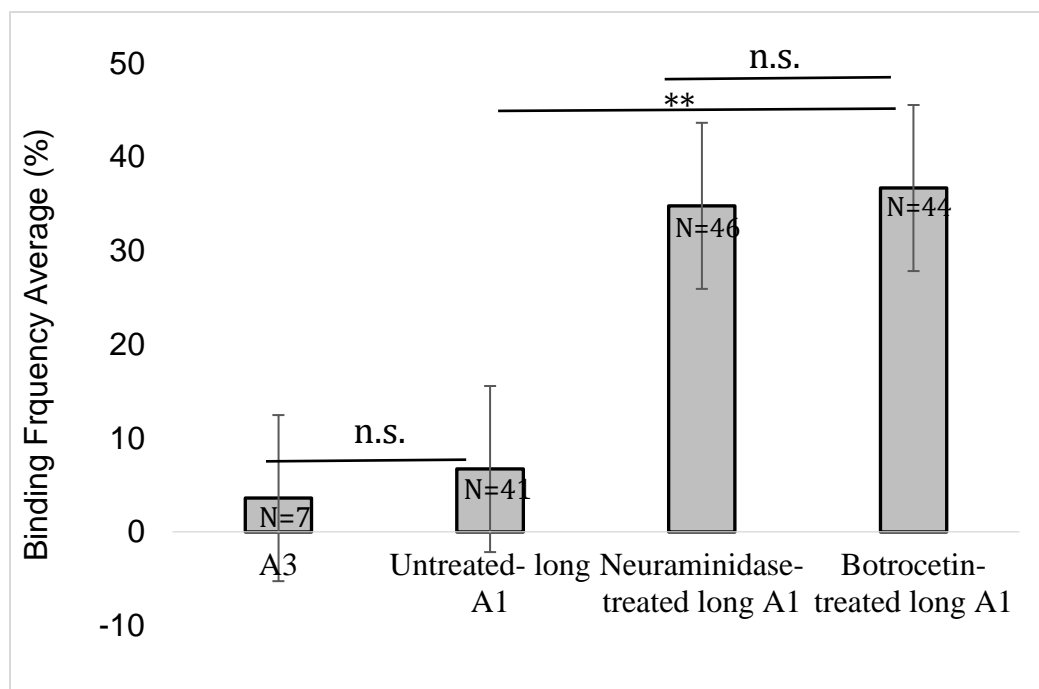 Binding Frquency Average (%)
50
40
30
20
10
0
-10
n.s.
**
n.s.
N=7
N=41
N=46
N=44
A3
Untreated- long
A1
Neuraminidase-
treated long A1
Botrocetin-
treated long A1